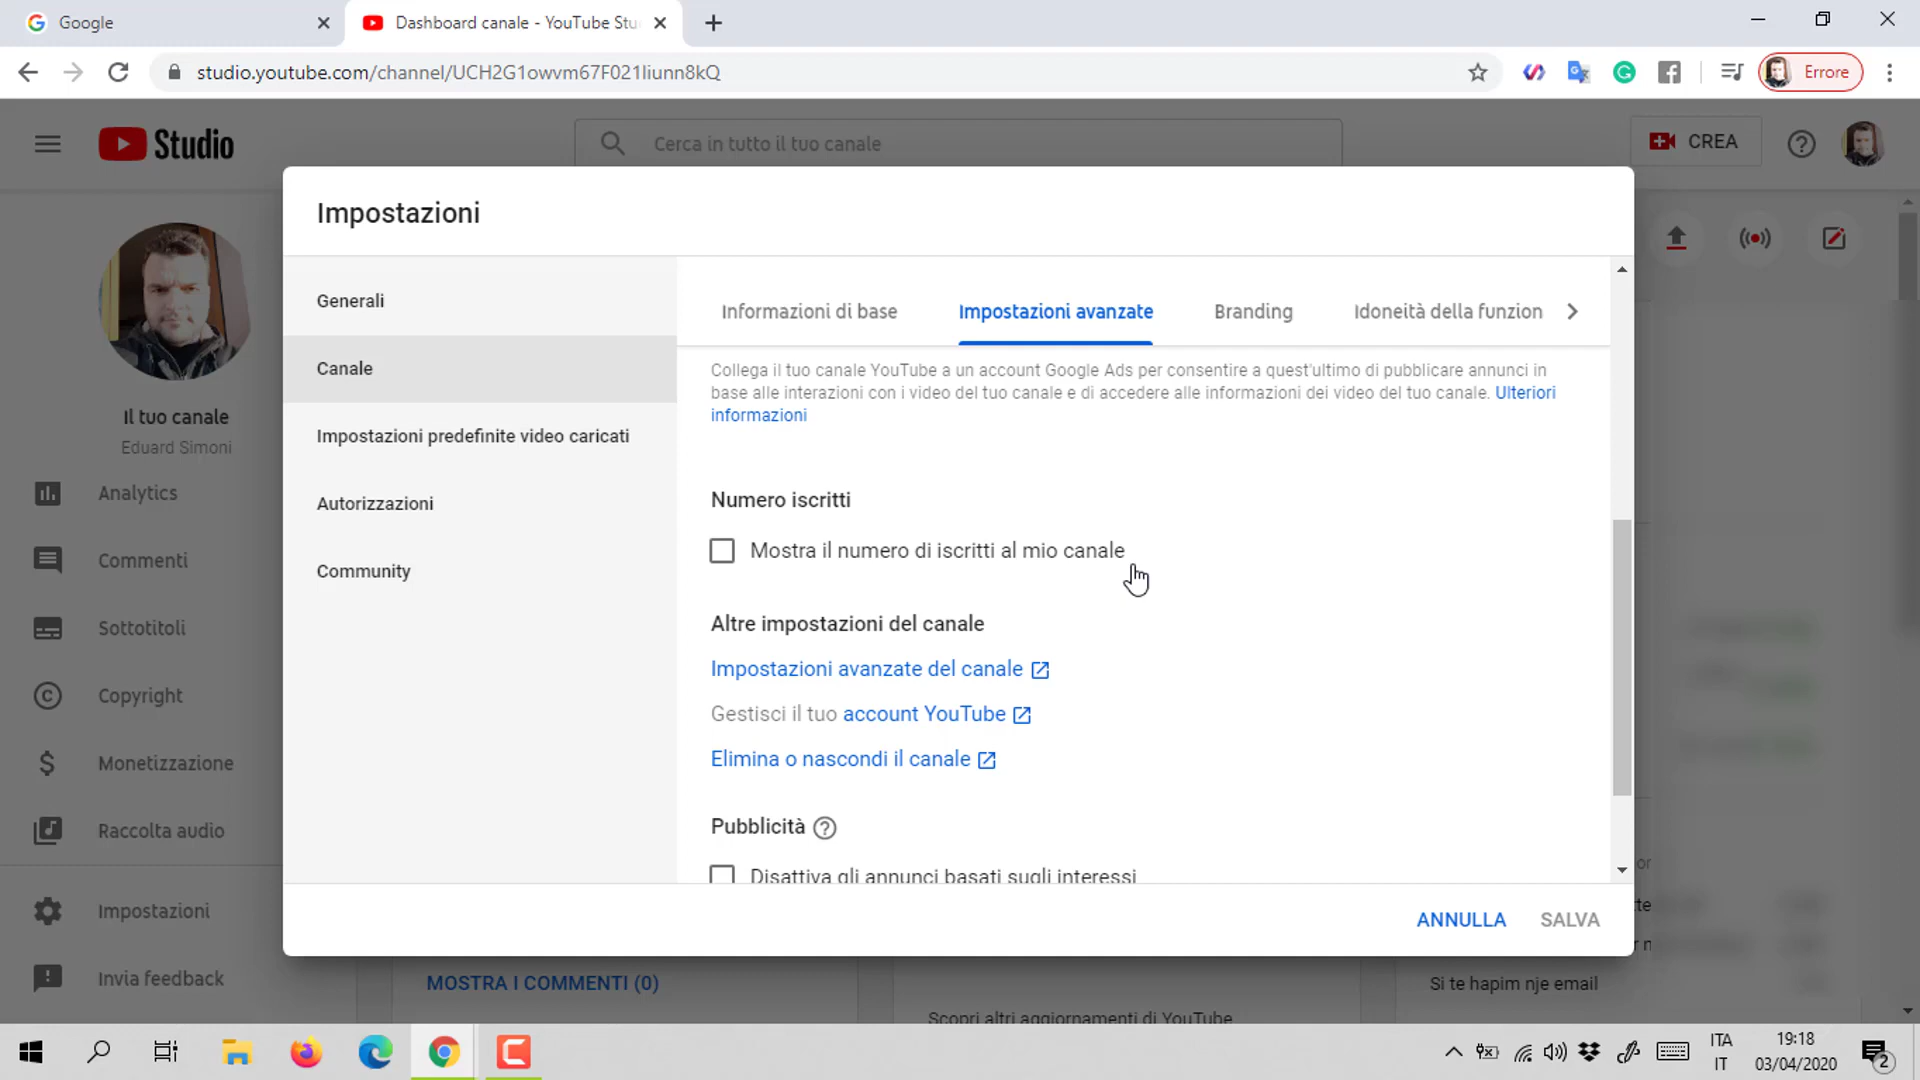 Google
Dashboard canale - YouTube Stu
studio.youtube.com/channel/UCH2G1owvm67F021liunn8kQ
Errore
Studio
Cerca in tutto il tuo canale
CREA
Impostazioni
Il tuo canale
Eduard Simoni
Analytics
Commenti
Sottotitoli
Copyright
Monetizzazione
Raccolta audio
Impostazioni
Invia feedback
Generali
Canale
Impostazioni predefinite video caricati
Autorizzazioni
Community
Informazioni di base
Impostazioni avanzate
Branding
Idoneità della funzion
Collega il tuo canale YouTube a un account Google Ads per consentire a quest'ultimo di pubblicare annunci in
base alle interazioni con i video del tuo canale e di accedere alle informazioni dei video del tuo canale. Ulteriori
informazioni
Numero iscritti
Mostra il numero di iscritti al mio canale
Altre impostazioni del canale
Impostazioni avanzate del canale
Gestisci il tuo account YouTube
Elimina o nascondi il canale
Pubblicità
Disattiva gli annunci basati sugli interessi
ANNULLA
SALVA
MOSTRA I COMMENTI (0)
Scopri altri aggiornamenti di YouTube
Si te hapim nje email
ITA
IT
19:18
03/04/2020
2